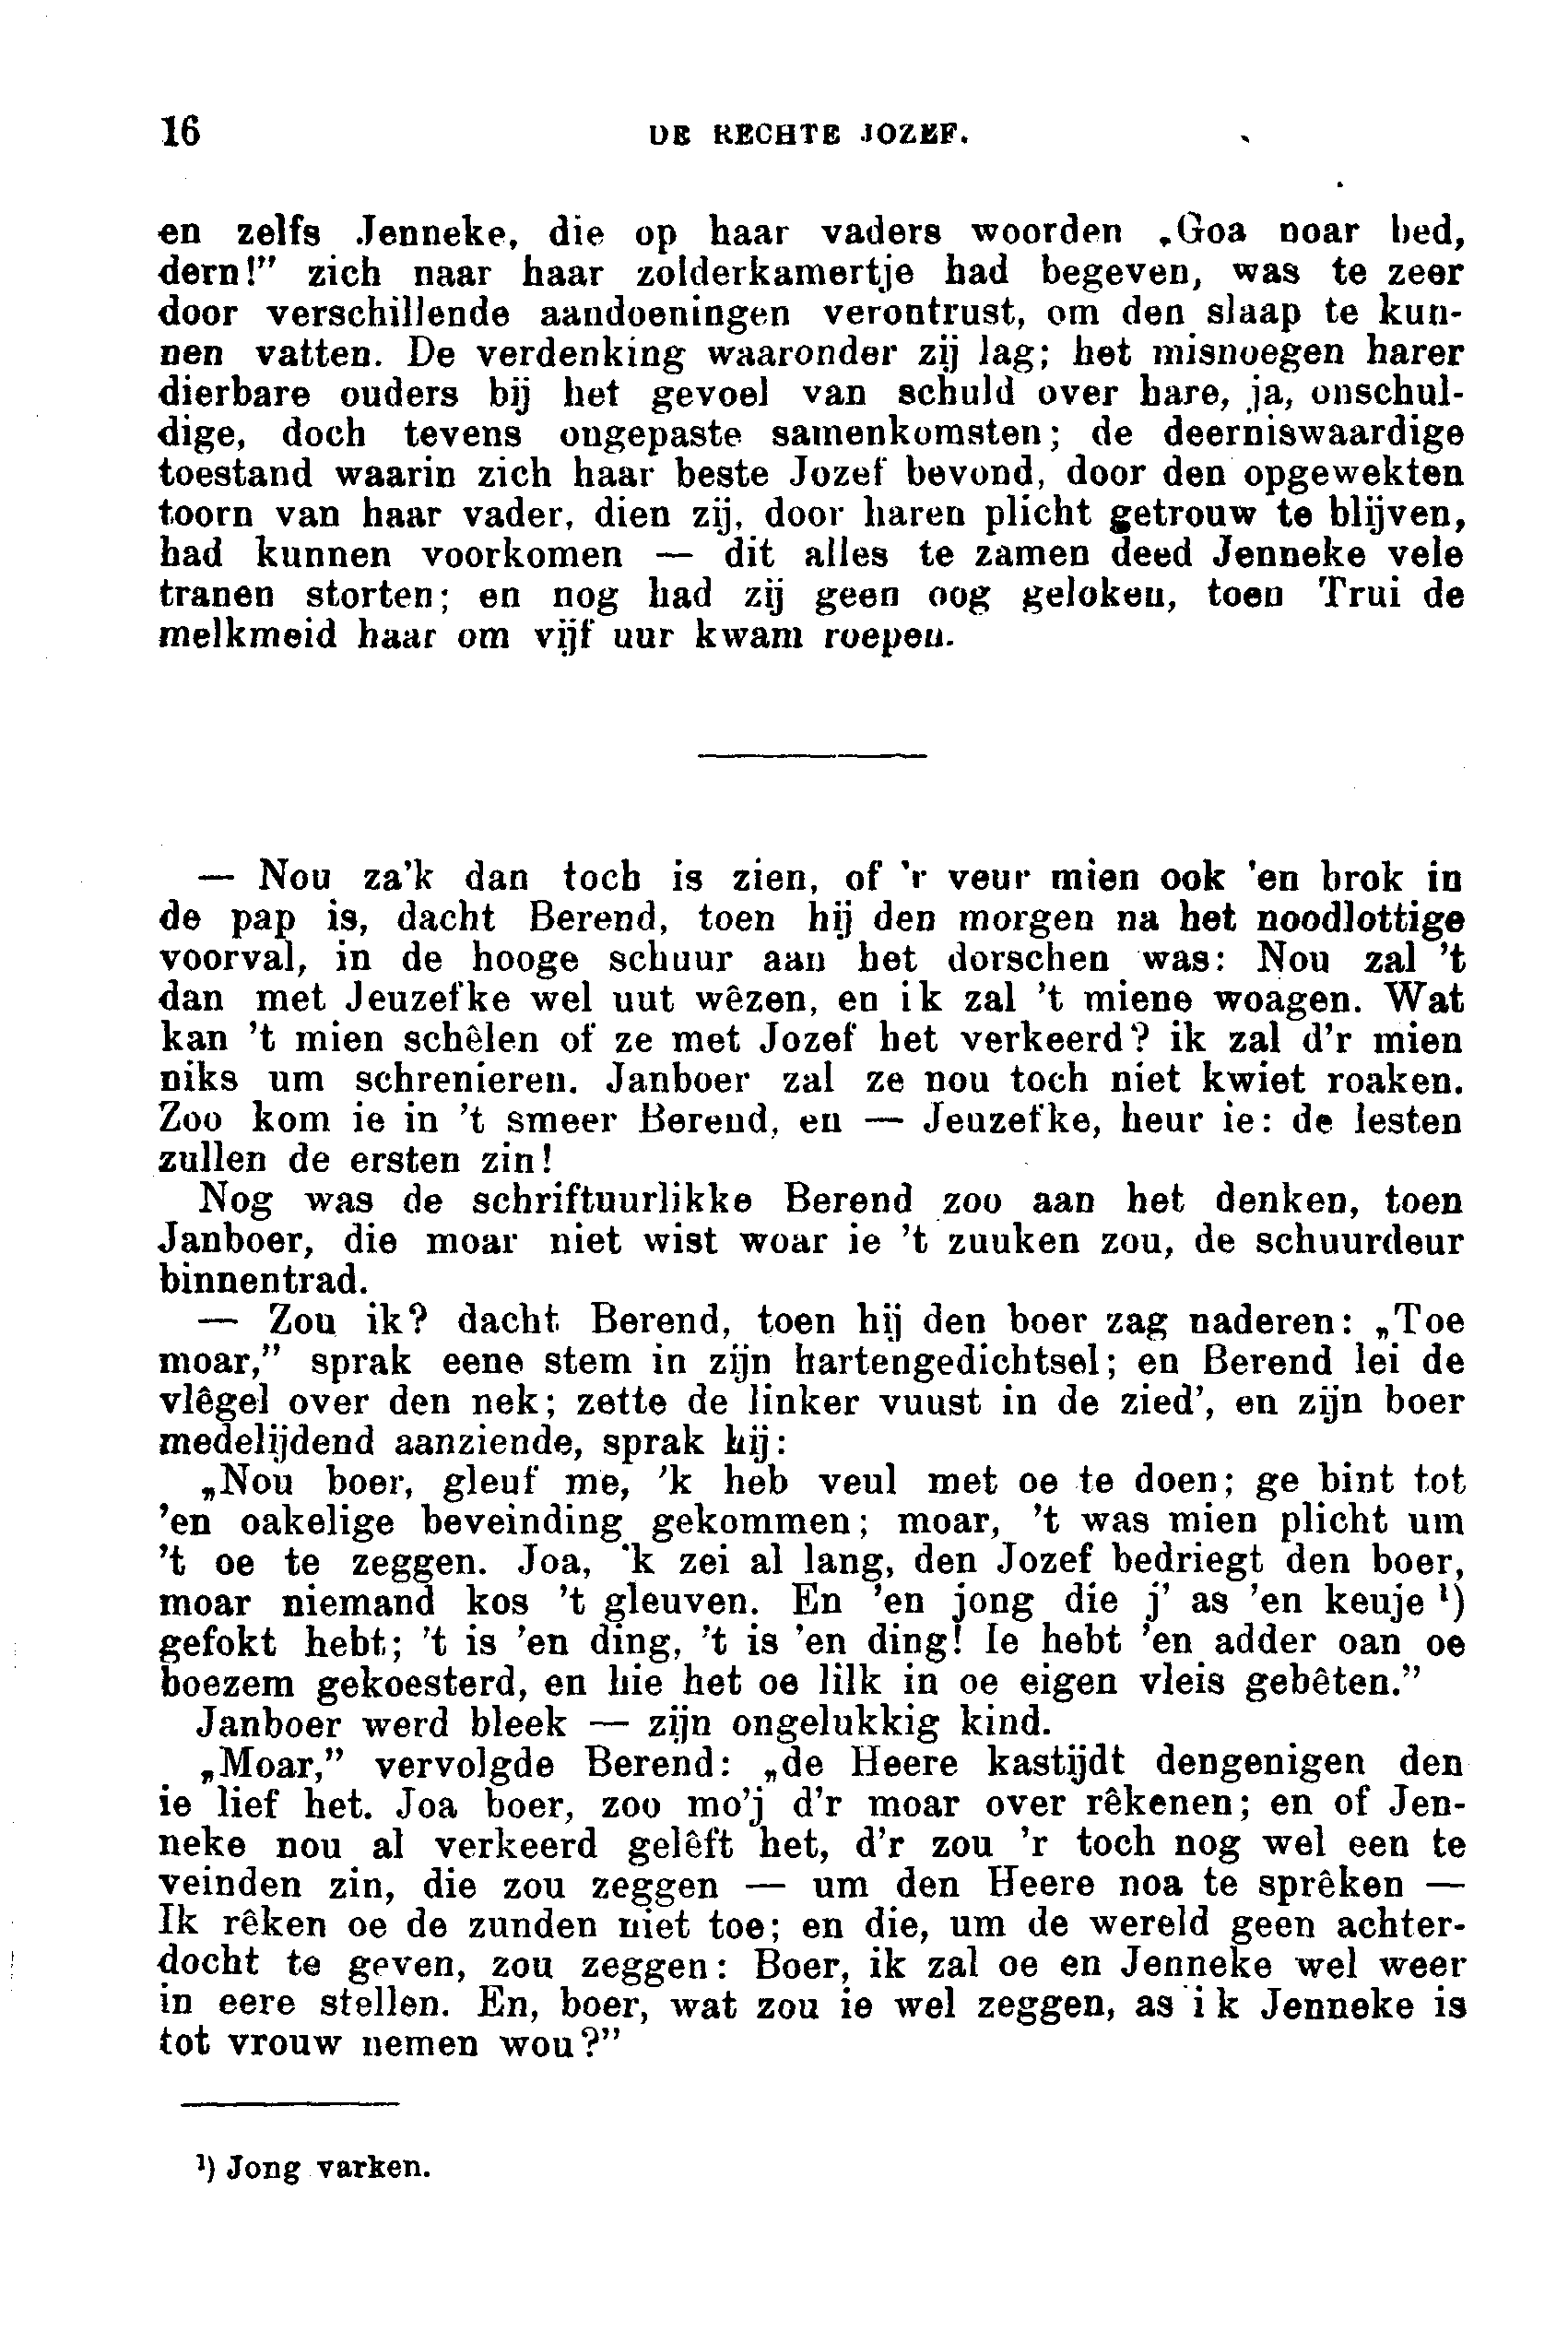 16 DE RECHTE JOZEF.
en zelfs Jenneke, die op haar vaders woorden „Goa noar bed,
dern!” zich naar haar zolderkamertje had begeven, was te zeer
door verschillende aandoeningen verontrust, om den slaap te kun-
nen vatten. De verdenking waaronder zij lag; het misnoegen harer
dierbare ouders bij het gevoel van schuld over hare, ja, onschul-
dige, doch tevens ongepaste samenkomsten; de deerniswaardige
toestand waarin zich haar beste Jozef bevond, door den opgewekten
toorn van haar vader, dien zij, door haren plicht getrouw te blijven,
had kunnen voorkomen — dit alles te zamen deed Jenneke vele
tranen storten; en nog had zij geen oog geloken, toen Trui de
melkmeid haar om vijf uur kwam roepen.
— Nou za’k dan toch is zien, of ’r veur mien ook ’en brok in
de pap is, dacht Berend, toen hij den morgen na het noodlottige
voorval, in de hooge schuur aan het dorschen was: Nou zal ’t
dan met Jeuzefke wel uut wêzen, en ik zal ’t miene woagen. Wat
kan ’t mien schêlen of ze met Jozef het verkeerd? ik zal d’r mien
niks um schrenieren. Janboer zal ze nou toch niet kwiet roaken.
Zoo kom ie in ’t smeer Berend, en — Jeuzefke, heur ie: de lesten
zullen de ersten zin!
Nog was de schriftuurlikke Berend zoo aan het denken, toen
Janboer, die moar niet wist woar ie ’t zuuken zou, de schuurdeur
binnentrad.
— Zou ik? dacht Berend, toen hij den boer zag naderen: „Toe
moar,” sprak eene stem in zijn hartengedichtsel; en Berend lei de
vlêgel over den nek; zette de linker vuust in de zied’, en zijn boer
medelijdend aanziende, sprak hij:
„Nou boer, gleuf me, ’k heb veul met oe te doen; ge bint tot
’en oakelige beveinding gekommen; moar, ’t was mien plicht um
’t oe te zeggen. Joa, ’k zei al lang, den Jozef bedriegt den boer,
moar niemand kos ’t gleuven. En ’en jong die j’ as ’en keuje ¹)
gefokt hebt; ’t is ’en ding, ’t is ’en ding! Ie hebt ’en adder oan oe
boezem gekoesterd, en hie het oe lilk in oe eigen vleis gebêten.”
Janboer werd bleek — zijn ongelukkig kind.
„Moar,” vervolgde Berend: „de Heere kastijdt dengenigen den
ie lief het. Joa boer, zoo mo’j d’r moar over rêkenen; en of Jen-
neke nou al verkeerd gelêft het, d’r zou ’r toch nog wel een te
veinden zin, die zou zeggen — um den Heere noa te sprêken —
Ik rêken oe de zunden niet toe; en die, um de wereld geen achter-
docht te geven, zou zeggen: Boer, ik zal oe en Jenneke wel weer
in eere stellen. En, boer, wat zou ie wel zeggen, as ik Jenneke is
tot vrouw nemen wou?”
¹) Jong varken.